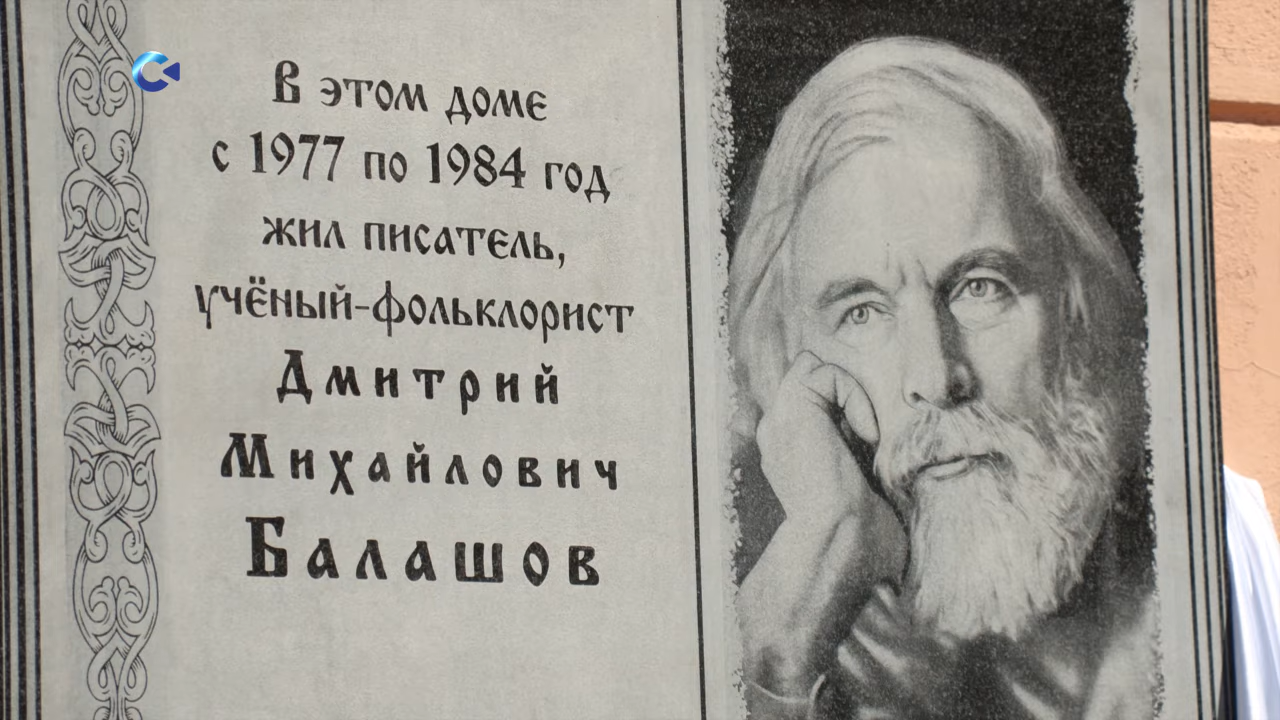 В этом доме
с 1977 по 1984 год
жил писатель,
учёный-фольклорист
Дмитрий
Михайлович
Балашов